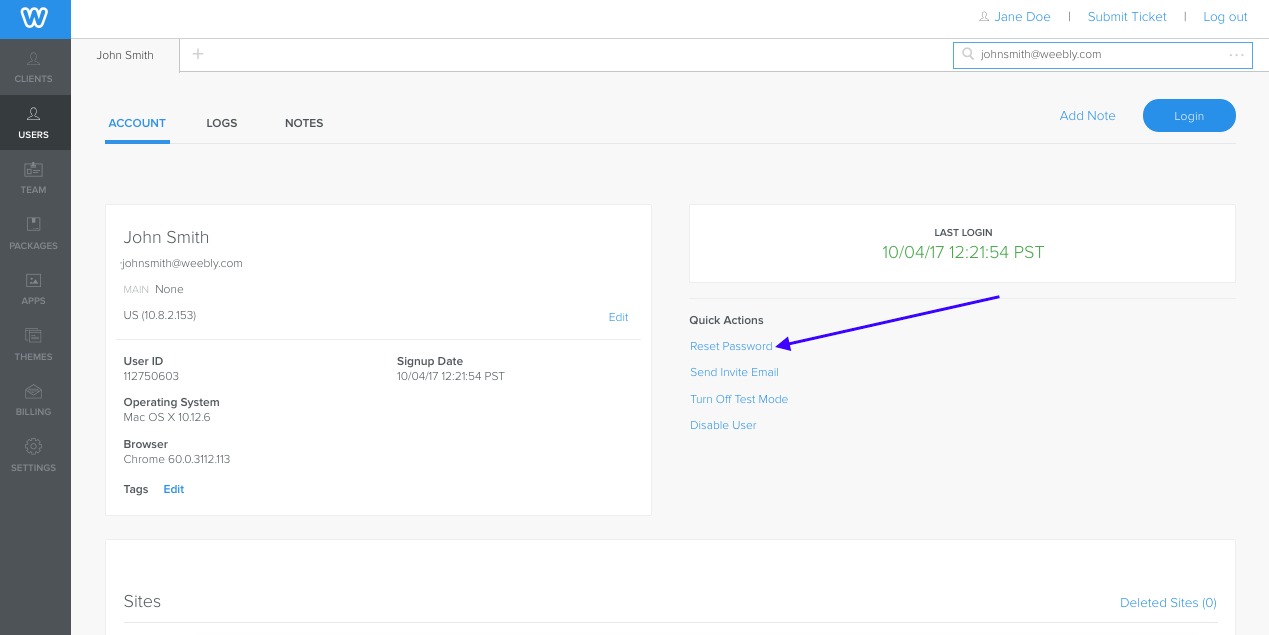 Jane Doe | Submit Ticket | Log out
John Smith +
johnsmith@weebly.com ...
CLIENTS
USERS
TEAM
PACKAGES
APPS
THEMES
BILLING
SETTINGS
ACCOUNT LOGS NOTES
Add Note Login
John Smith
johnsmith@weebly.com
MAIN None
US (10.8.2.153) Edit
User ID
112750603
Signup Date
10/04/17 12:21:54 PST
Operating System
Mac OS X 10.12.6
Browser
Chrome 60.0.3112.113
Tags Edit
LAST LOGIN
10/04/17 12:21:54 PST
Quick Actions
Reset Password
Send Invite Email
Turn Off Test Mode
Disable User
Sites Deleted Sites (0)